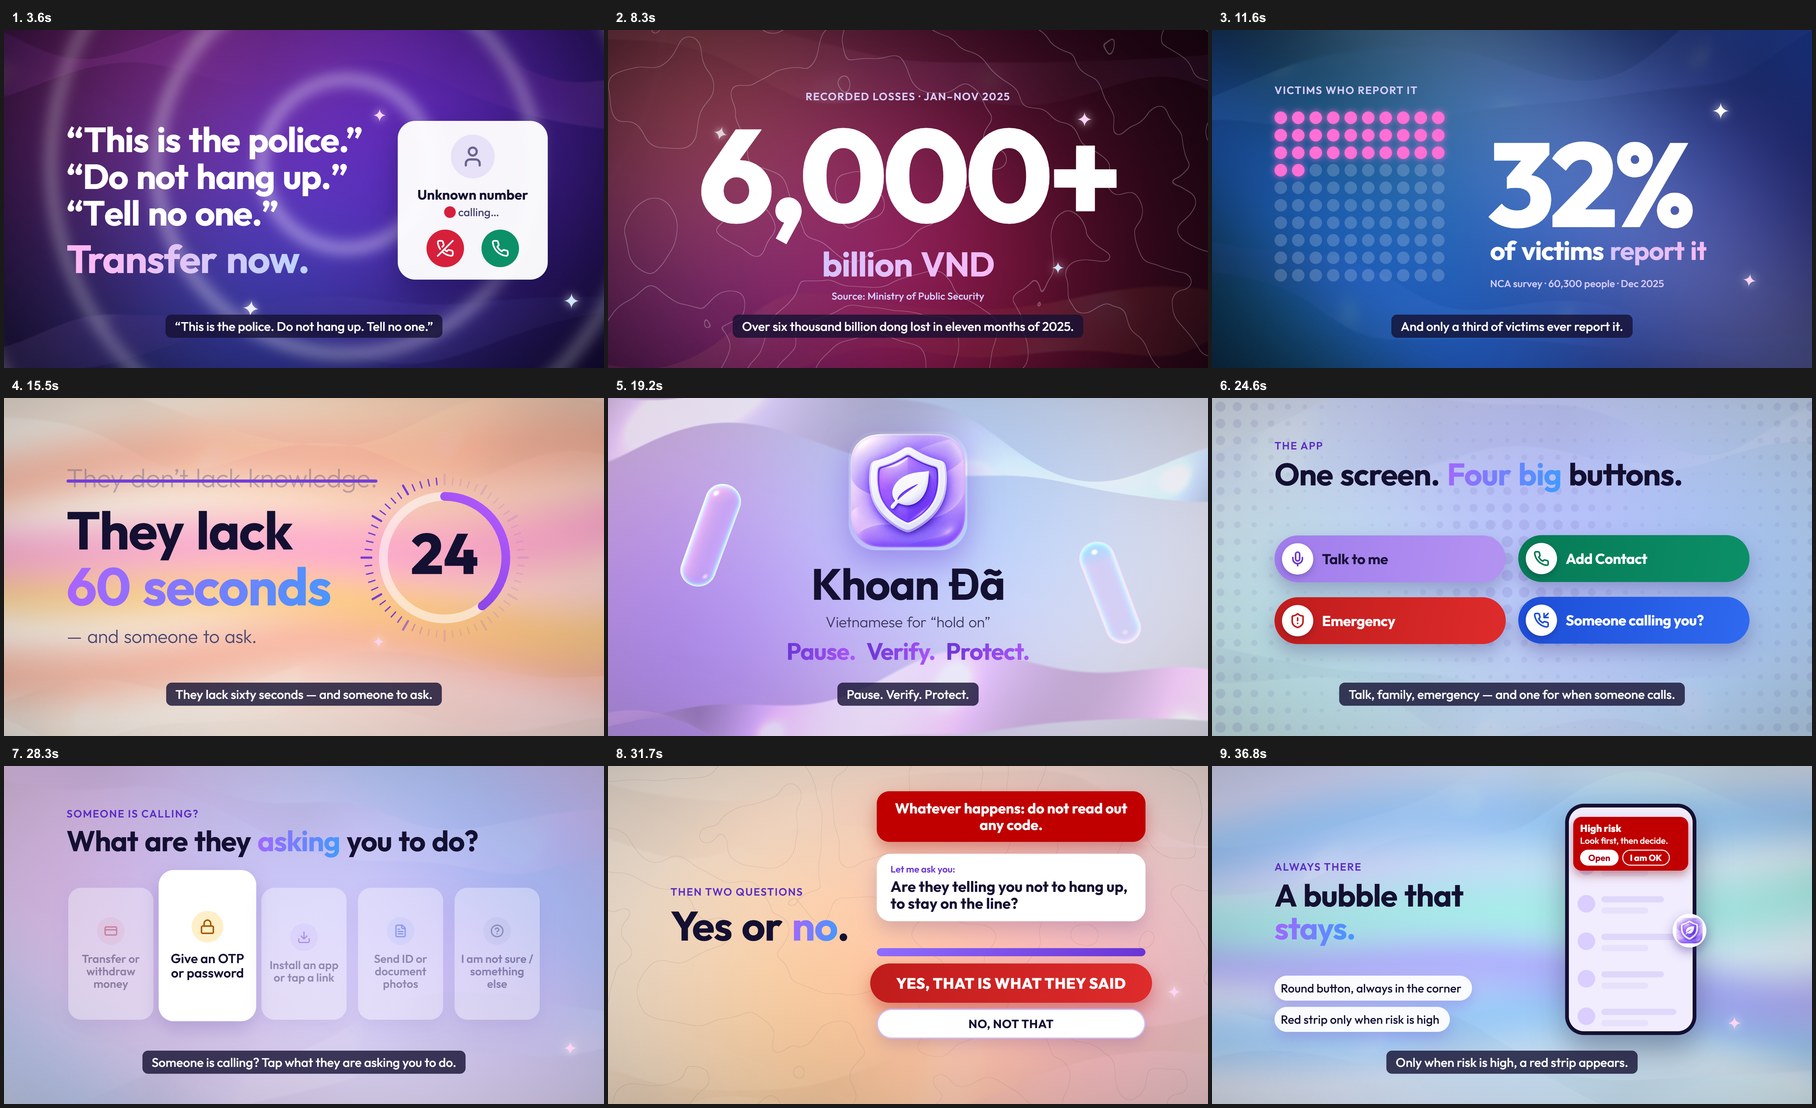 1. 3.6s
“This is the police.”
“Do not hang up.”
“Tell no one.”
Transfer now.
Unknown number
calling...
“This is the police. Do not hang up. Tell no one.”
2. 8.3s
RECORDED LOSSES · JAN–NOV 2025
6,000+
billion VND
Source: Ministry of Public Security
Over six thousand billion dong lost in eleven months of 2025.
3. 11.6s
VICTIMS WHO REPORT IT
32%
of victims report it
NCA survey · 60,300 people · Dec 2025
And only a third of victims ever report it.
4. 15.5s
They don’t lack knowledge.
They lack
60 seconds
— and someone to ask.
24
They lack sixty seconds — and someone to ask.
5. 19.2s
Khoan Đã
Vietnamese for “hold on”
Pause. Verify. Protect.
Pause. Verify. Protect.
6. 24.6s
THE APP
One screen. Four big buttons.
Talk to me
Add Contact
Emergency
Someone calling you?
Talk, family, emergency — and one for when someone calls.
7. 28.3s
SOMEONE IS CALLING?
What are they asking you to do?
Transfer or
withdraw
money
Give an OTP
or password
Install an app
or tap a link
Send ID or
document
photos
I am not sure /
something
else
Someone is calling? Tap what they are asking you to do.
8. 31.7s
THEN TWO QUESTIONS
Yes or no.
Whatever happens: do not read out
any code.
Let me ask you:
Are they telling you not to hang up,
to stay on the line?
YES, THAT IS WHAT THEY SAID
NO, NOT THAT
9. 36.8s
ALWAYS THERE
A bubble that
stays.
Round button, always in the corner
Red strip only when risk is high
High risk
Look first, then decide.
Open
I am OK
Only when risk is high, a red strip appears.